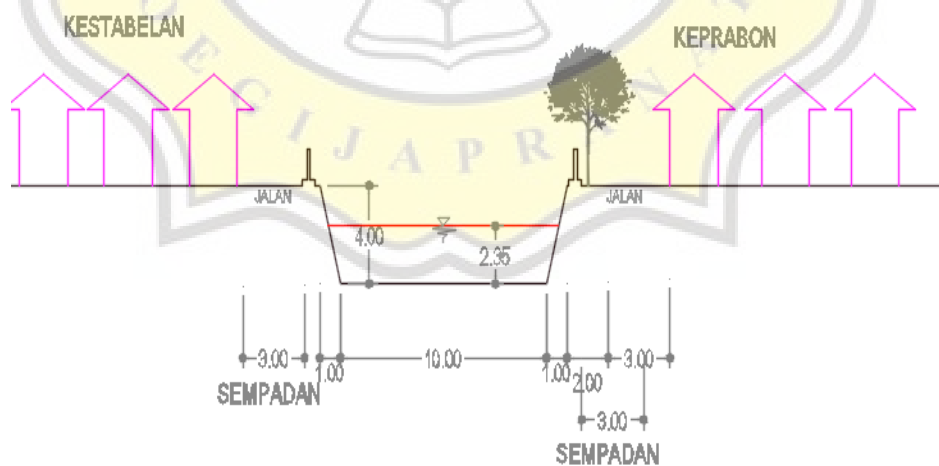 KESTABELAN
KEPRABON
EGIJAPRANAT
JALAN
JALAN
4.00
2.35
3.00
1.00
10.00
1.00
2.00
3.00
SEMPADAN
3.00
SEMPADAN